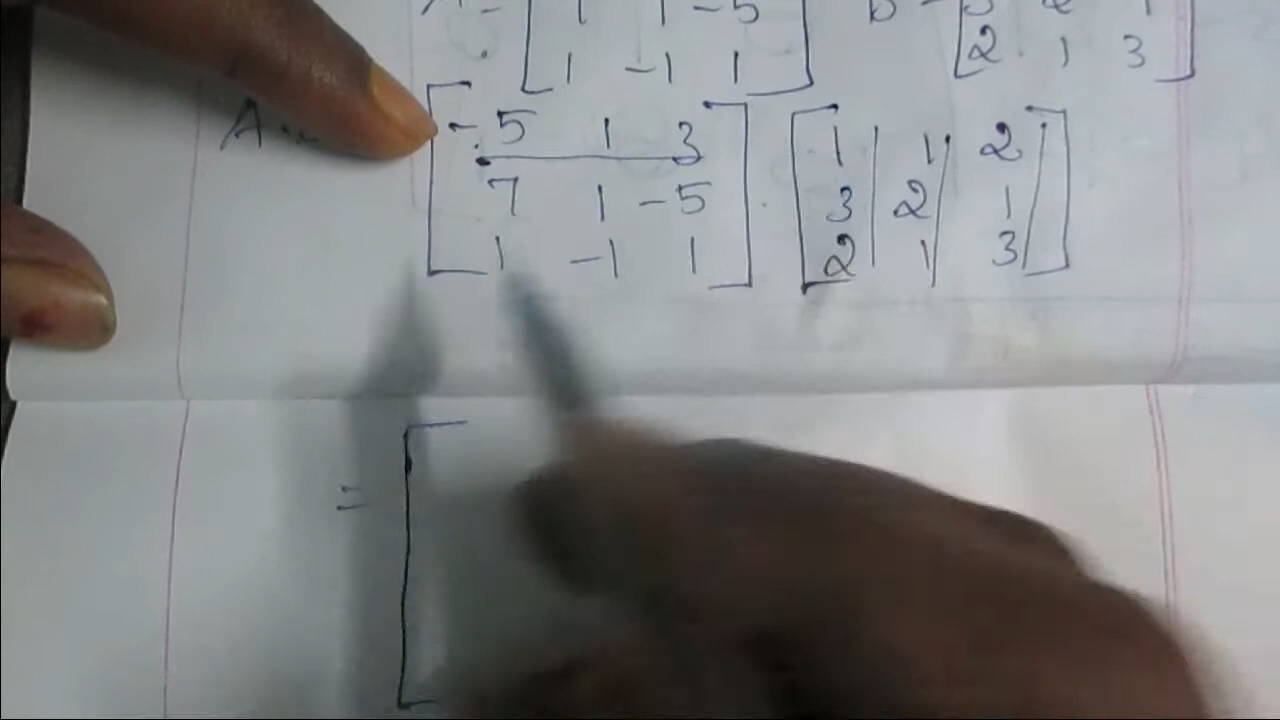 1 1 -5
2 1 3
1 -1 1
A
-5 1 3 1 1 2
7 1 -5 3 2 1
1 -1 1 2 1 3
=